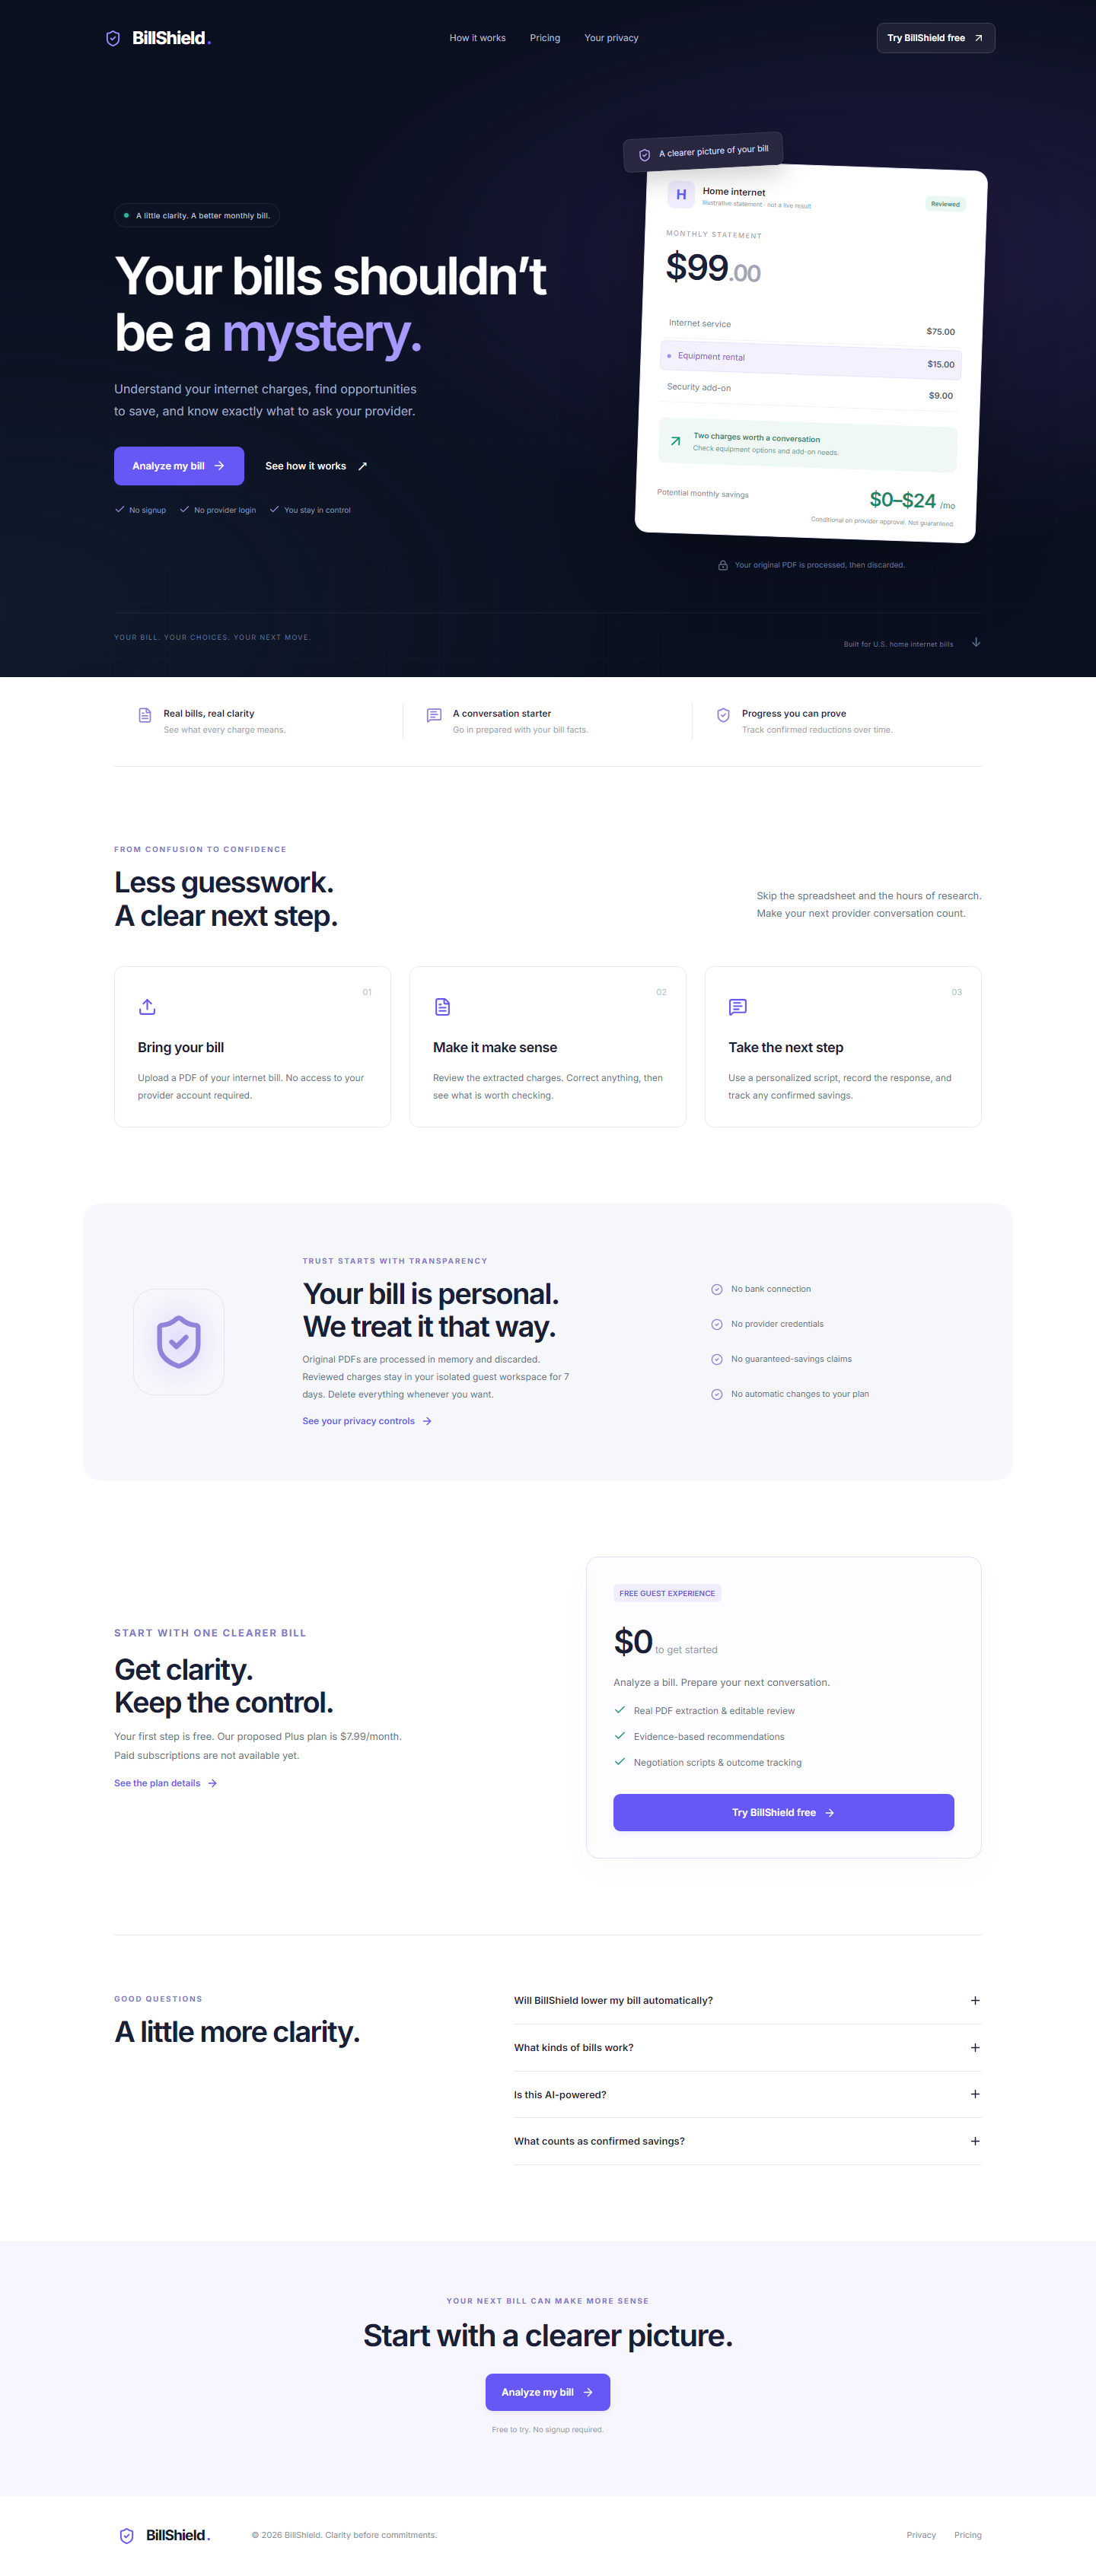 BillShield.
How it works
Pricing
Your privacy
Try BillShield free
A little clarity. A better monthly bill.
Your bills shouldn’t
be a mystery.
Understand your internet charges, find opportunities
to save, and know exactly what to ask your provider.
Analyze my bill
See how it works
No signup
No provider login
You stay in control
A clearer picture of your bill
H
Home internet
Illustrative statement · not a live result
Reviewed
MONTHLY STATEMENT
$99.00
Internet service
$75.00
Equipment rental
$15.00
Security add-on
$9.00
Two charges worth a conversation
Check equipment options and add-on needs.
Potential monthly savings
$0–$24 /mo
Conditional on provider approval. Not guaranteed.
Your original PDF is processed, then discarded.
YOUR BILL. YOUR CHOICES. YOUR NEXT MOVE.
Built for U.S. home internet bills
Real bills, real clarity
See what every charge means.
A conversation starter
Go in prepared with your bill facts.
Progress you can prove
Track confirmed reductions over time.
FROM CONFUSION TO CONFIDENCE
Less guesswork.
A clear next step.
Skip the spreadsheet and the hours of research.
Make your next provider conversation count.
01
Bring your bill
Upload a PDF of your internet bill. No access to your
provider account required.
02
Make it make sense
Review the extracted charges. Correct anything, then
see what is worth checking.
03
Take the next step
Use a personalized script, record the response, and
track any confirmed savings.
TRUST STARTS WITH TRANSPARENCY
Your bill is personal.
We treat it that way.
Original PDFs are processed in memory and discarded.
Reviewed charges stay in your isolated guest workspace for 7
days. Delete everything whenever you want.
See your privacy controls
No bank connection
No provider credentials
No guaranteed-savings claims
No automatic changes to your plan
START WITH ONE CLEARER BILL
Get clarity.
Keep the control.
Your first step is free. Our proposed Plus plan is $7.99/month.
Paid subscriptions are not available yet.
See the plan details
FREE GUEST EXPERIENCE
$0 to get started
Analyze a bill. Prepare your next conversation.
Real PDF extraction & editable review
Evidence-based recommendations
Negotiation scripts & outcome tracking
Try BillShield free
GOOD QUESTIONS
A little more clarity.
Will BillShield lower my bill automatically?
What kinds of bills work?
Is this AI-powered?
What counts as confirmed savings?
YOUR NEXT BILL CAN MAKE MORE SENSE
Start with a clearer picture.
Analyze my bill
Free to try. No signup required.
BillShield.
© 2026 BillShield. Clarity before commitments.
Privacy
Pricing